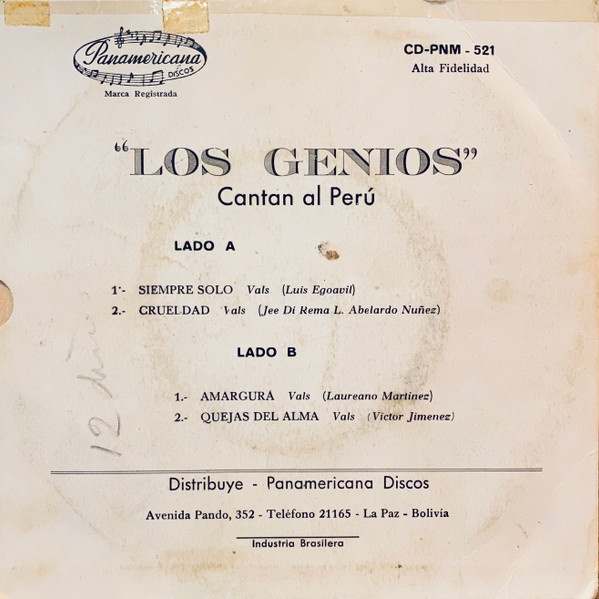 Panamericana
DISCOS
Marca Registrada
CD-PNM - 521
Alta Fidelidad
"LOS GENIOS"
Cantan al Perú
LADO A
1.- SIEMPRE SOLO Vals (Luis Egoavil)
2.- CRUELDAD Vals (Jee Di Rema L. Abelardo Nuñez)
LADO B
1.- AMARGURA Vals (Laureano Martinez)
2.- QUEJAS DEL ALMA Vals (Victor Jimenez)
12
Distribuye - Panamericana Discos
Avenida Pando, 352 - Teléfono 21165 - La Paz - Bolivia
Industria Brasilera